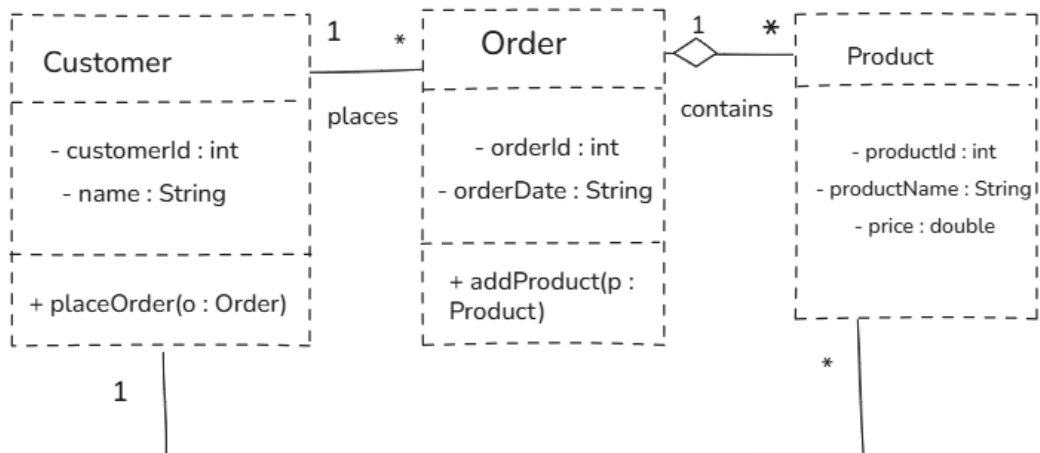 Customer
- customerId : int
- name : String
+ placeOrder(o : Order)
1
1
*
places
Order
- orderId : int
- orderDate : String
+ addProduct(p :
Product)
1
*
contains
Product
- productId : int
- productName : String
- price : double
*